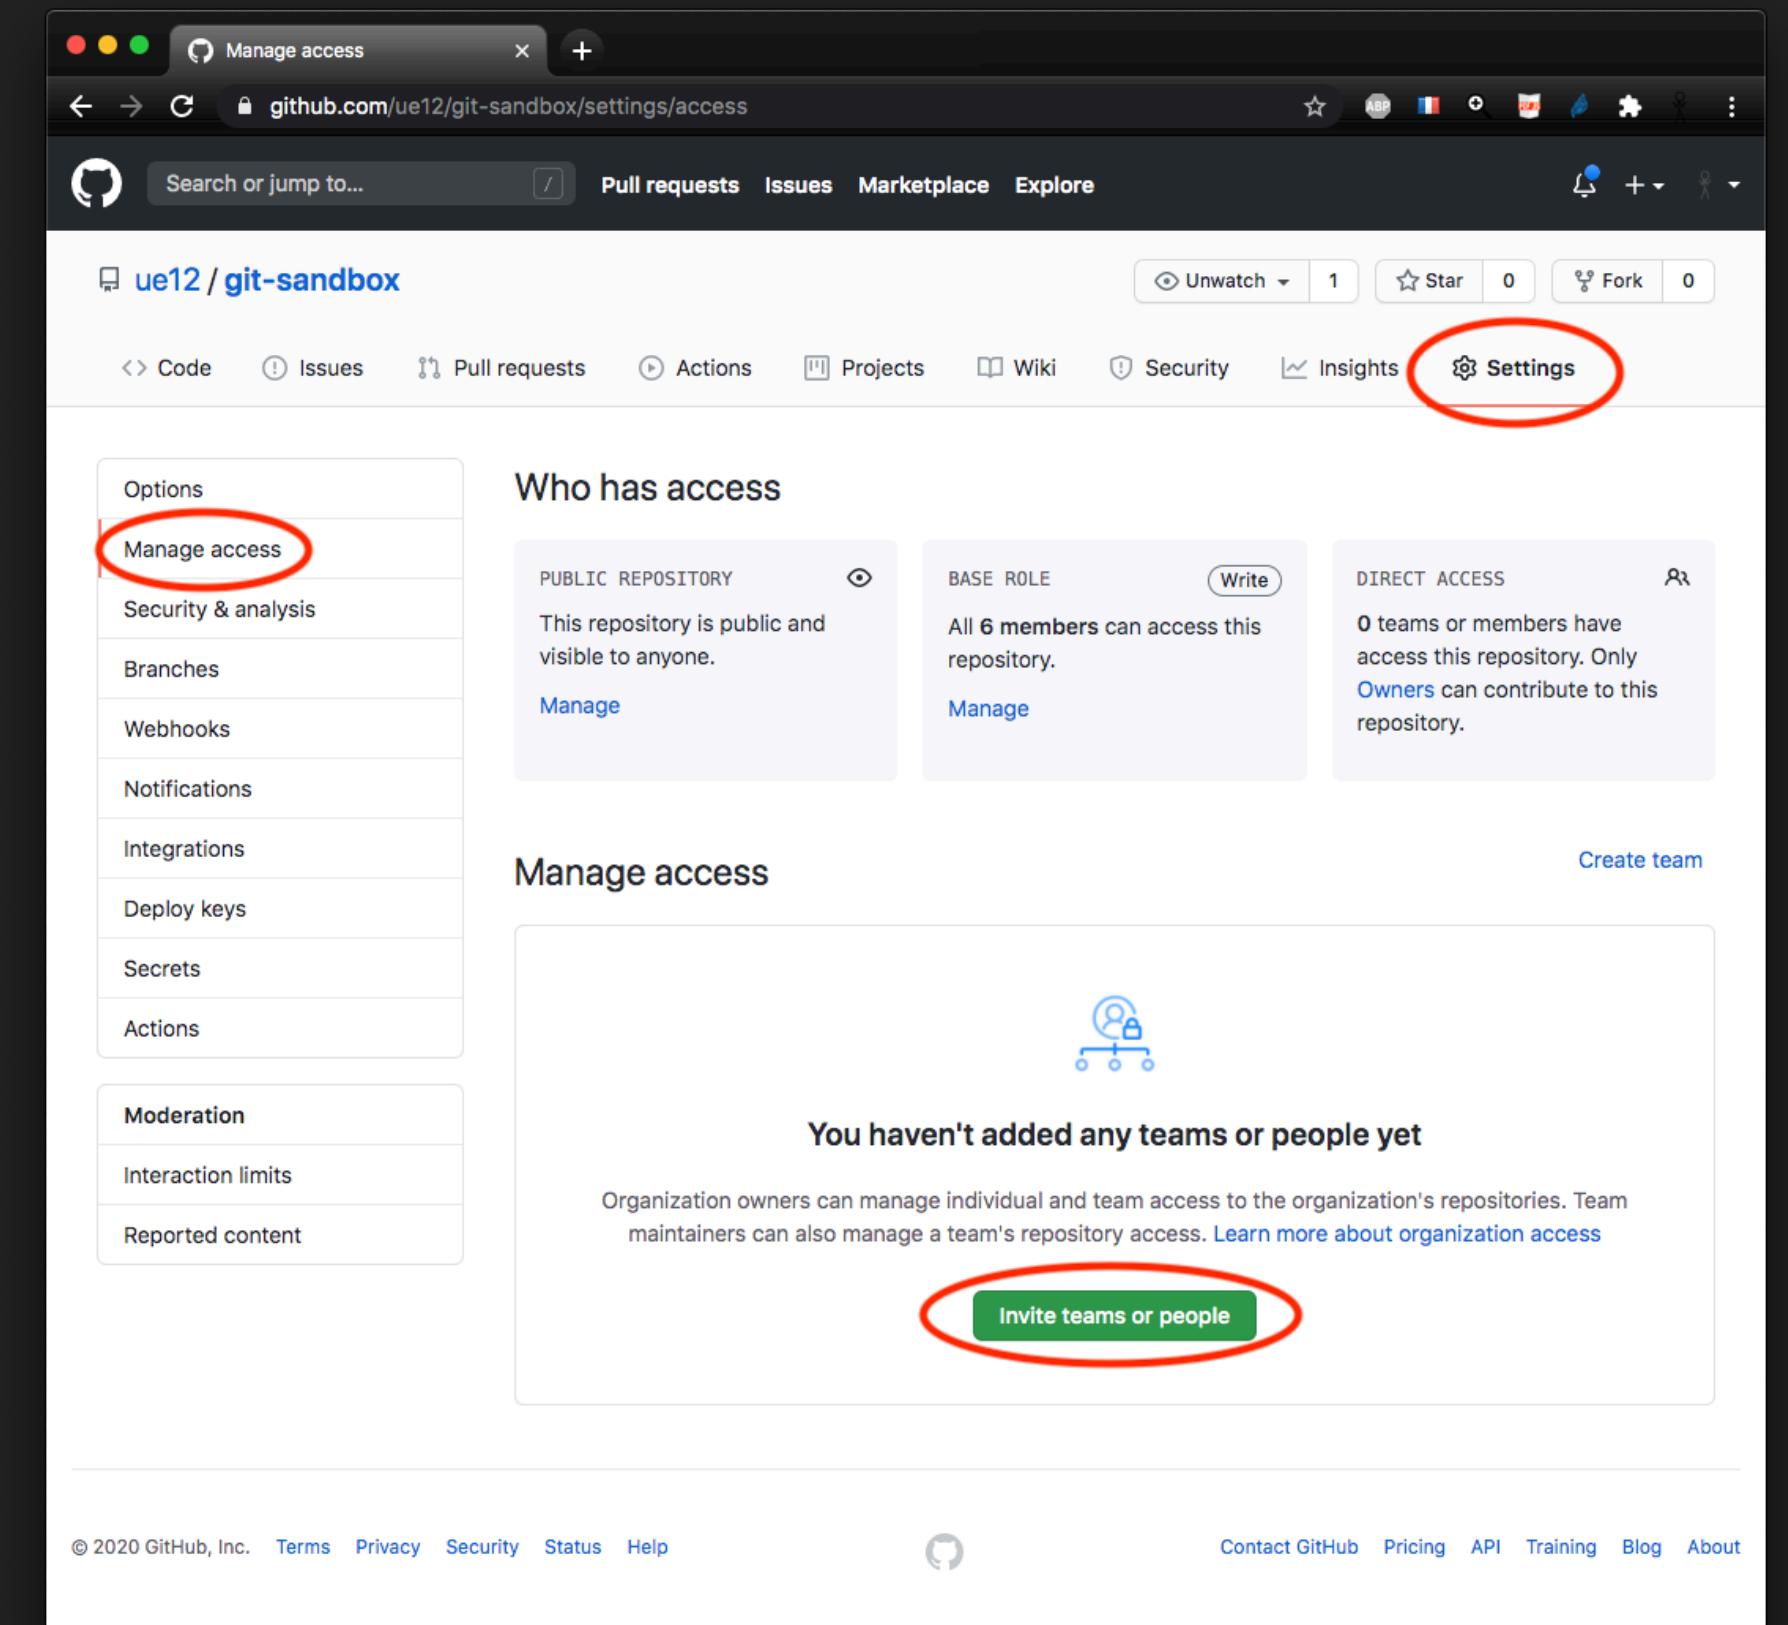 Manage access
github.com/ue12/git-sandbox/settings/access
ABP
Search or jump to...
/
Pull requests Issues Marketplace Explore
ue12 / git-sandbox
Unwatch 1 Star 0 Fork 0
Code Issues Pull requests Actions Projects Wiki Security Insights Settings
Options
Manage access
Security & analysis
Branches
Webhooks
Notifications
Integrations
Deploy keys
Secrets
Actions
Moderation
Interaction limits
Reported content
Who has access
PUBLIC REPOSITORY
This repository is public and
visible to anyone.
Manage
BASE ROLE Write
All 6 members can access this
repository.
Manage
DIRECT ACCESS
0 teams or members have
access this repository. Only
Owners can contribute to this
repository.
Manage access
Create team
You haven't added any teams or people yet
Organization owners can manage individual and team access to the organization's repositories. Team
maintainers can also manage a team's repository access. Learn more about organization access
Invite teams or people
© 2020 GitHub, Inc. Terms Privacy Security Status Help
Contact GitHub Pricing API Training Blog About